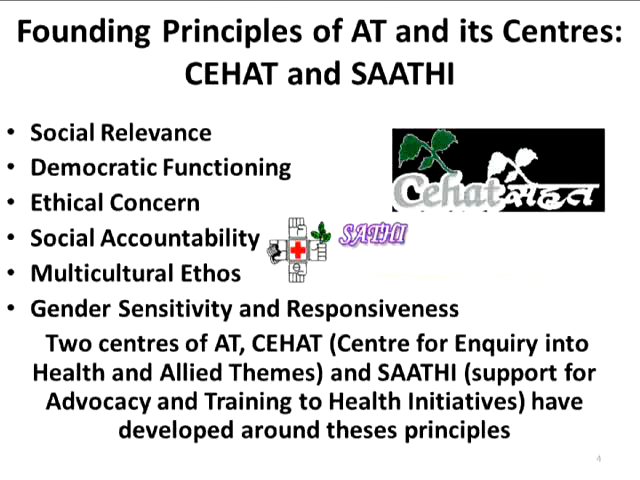 Founding Principles of AT and its Centres:
CEHAT and SAATHI
• Social Relevance
• Democratic Functioning
• Ethical Concern
• Social Accountability
• Multicultural Ethos
• Gender Sensitivity and Responsiveness
Cehat सेहत
SATHI
Two centres of AT, CEHAT (Centre for Enquiry into
Health and Allied Themes) and SAATHI (support for
Advocacy and Training to Health Initiatives) have
developed around theses principles
4